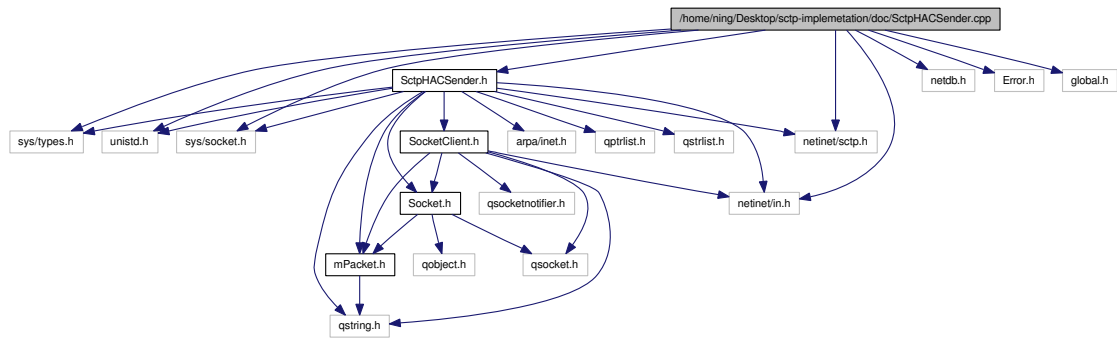 /home/ning/Desktop/sctp-implemetation/doc/SctpHACSender.cpp
SctpHACSender.h
netdb.h
Error.h
global.h
sys/types.h
unistd.h
sys/socket.h
SocketClient.h
arpa/inet.h
qptrlist.h
qstrlist.h
netinet/sctp.h
Socket.h
qsocketnotifier.h
netinet/in.h
mPacket.h
qobject.h
qsocket.h
qstring.h